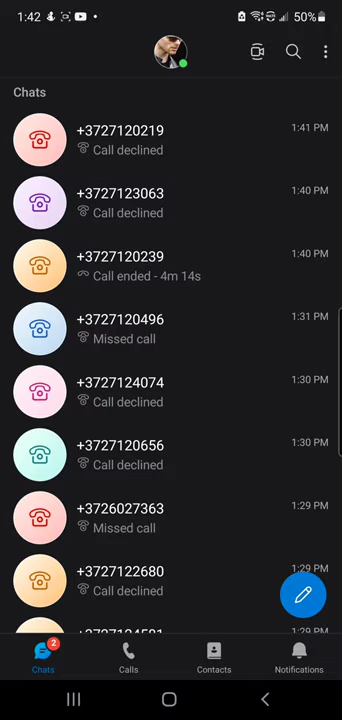 1:42
50%
Chats
+3727120219
1:41 PM
Call declined
+3727123063
1:40 PM
Call declined
+3727120239
1:40 PM
Call ended - 4m 14s
+3727120496
1:31 PM
Missed call
+3727124074
1:30 PM
Call declined
+3727120656
1:30 PM
Call declined
+3726027363
1:29 PM
Missed call
+3727122680
1:29 PM
Call declined
1:29 PM
2
Chats
Calls
Contacts
Notifications